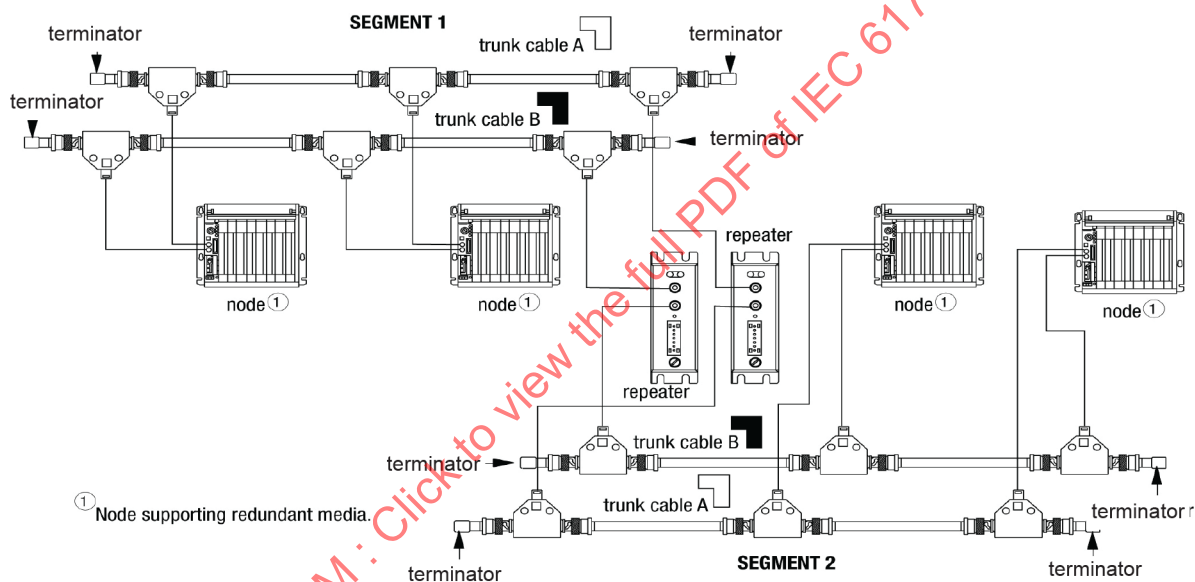 SEGMENT 1
terminator
trunk cable A
terminator
terminator
trunk cable B
terminator
repeater
node ①
node ①
node ①
node ①
repeater
trunk cable B
terminator
trunk cable A
terminator
① Node supporting redundant media.
SEGMENT 2
terminator
terminator
M : Click to view the full PDF of IEC 617